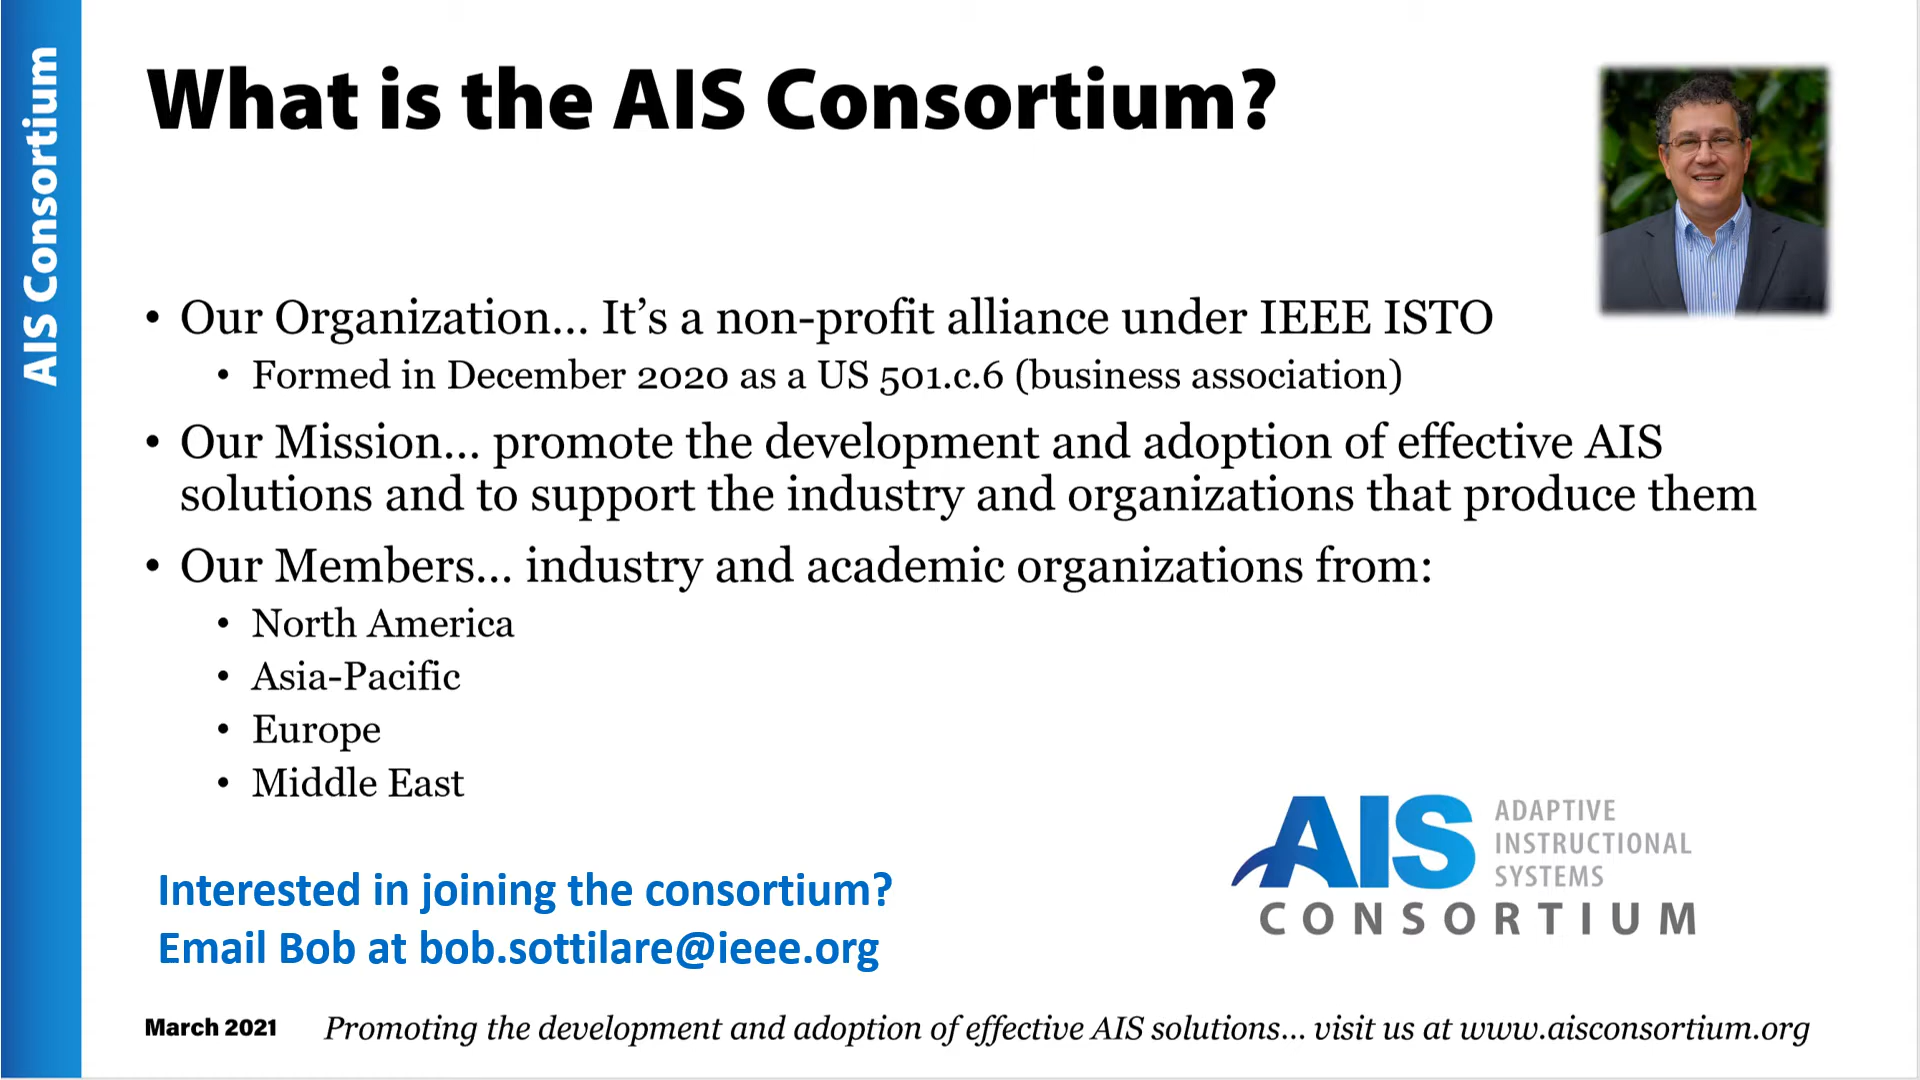 AIS Consortium
What is the AIS Consortium?
• Our Organization... It’s a non-profit alliance under IEEE ISTO
• Formed in December 2020 as a US 501.c.6 (business association)
• Our Mission... promote the development and adoption of effective AIS
solutions and to support the industry and organizations that produce them
• Our Members... industry and academic organizations from:
• North America
• Asia-Pacific
• Europe
• Middle East
Interested in joining the consortium?
Email Bob at bob.sottilare@ieee.org
AIS
ADAPTIVE
INSTRUCTIONAL
SYSTEMS
CONSORTIUM
March 2021
Promoting the development and adoption of effective AIS solutions... visit us at www.aisconsortium.org